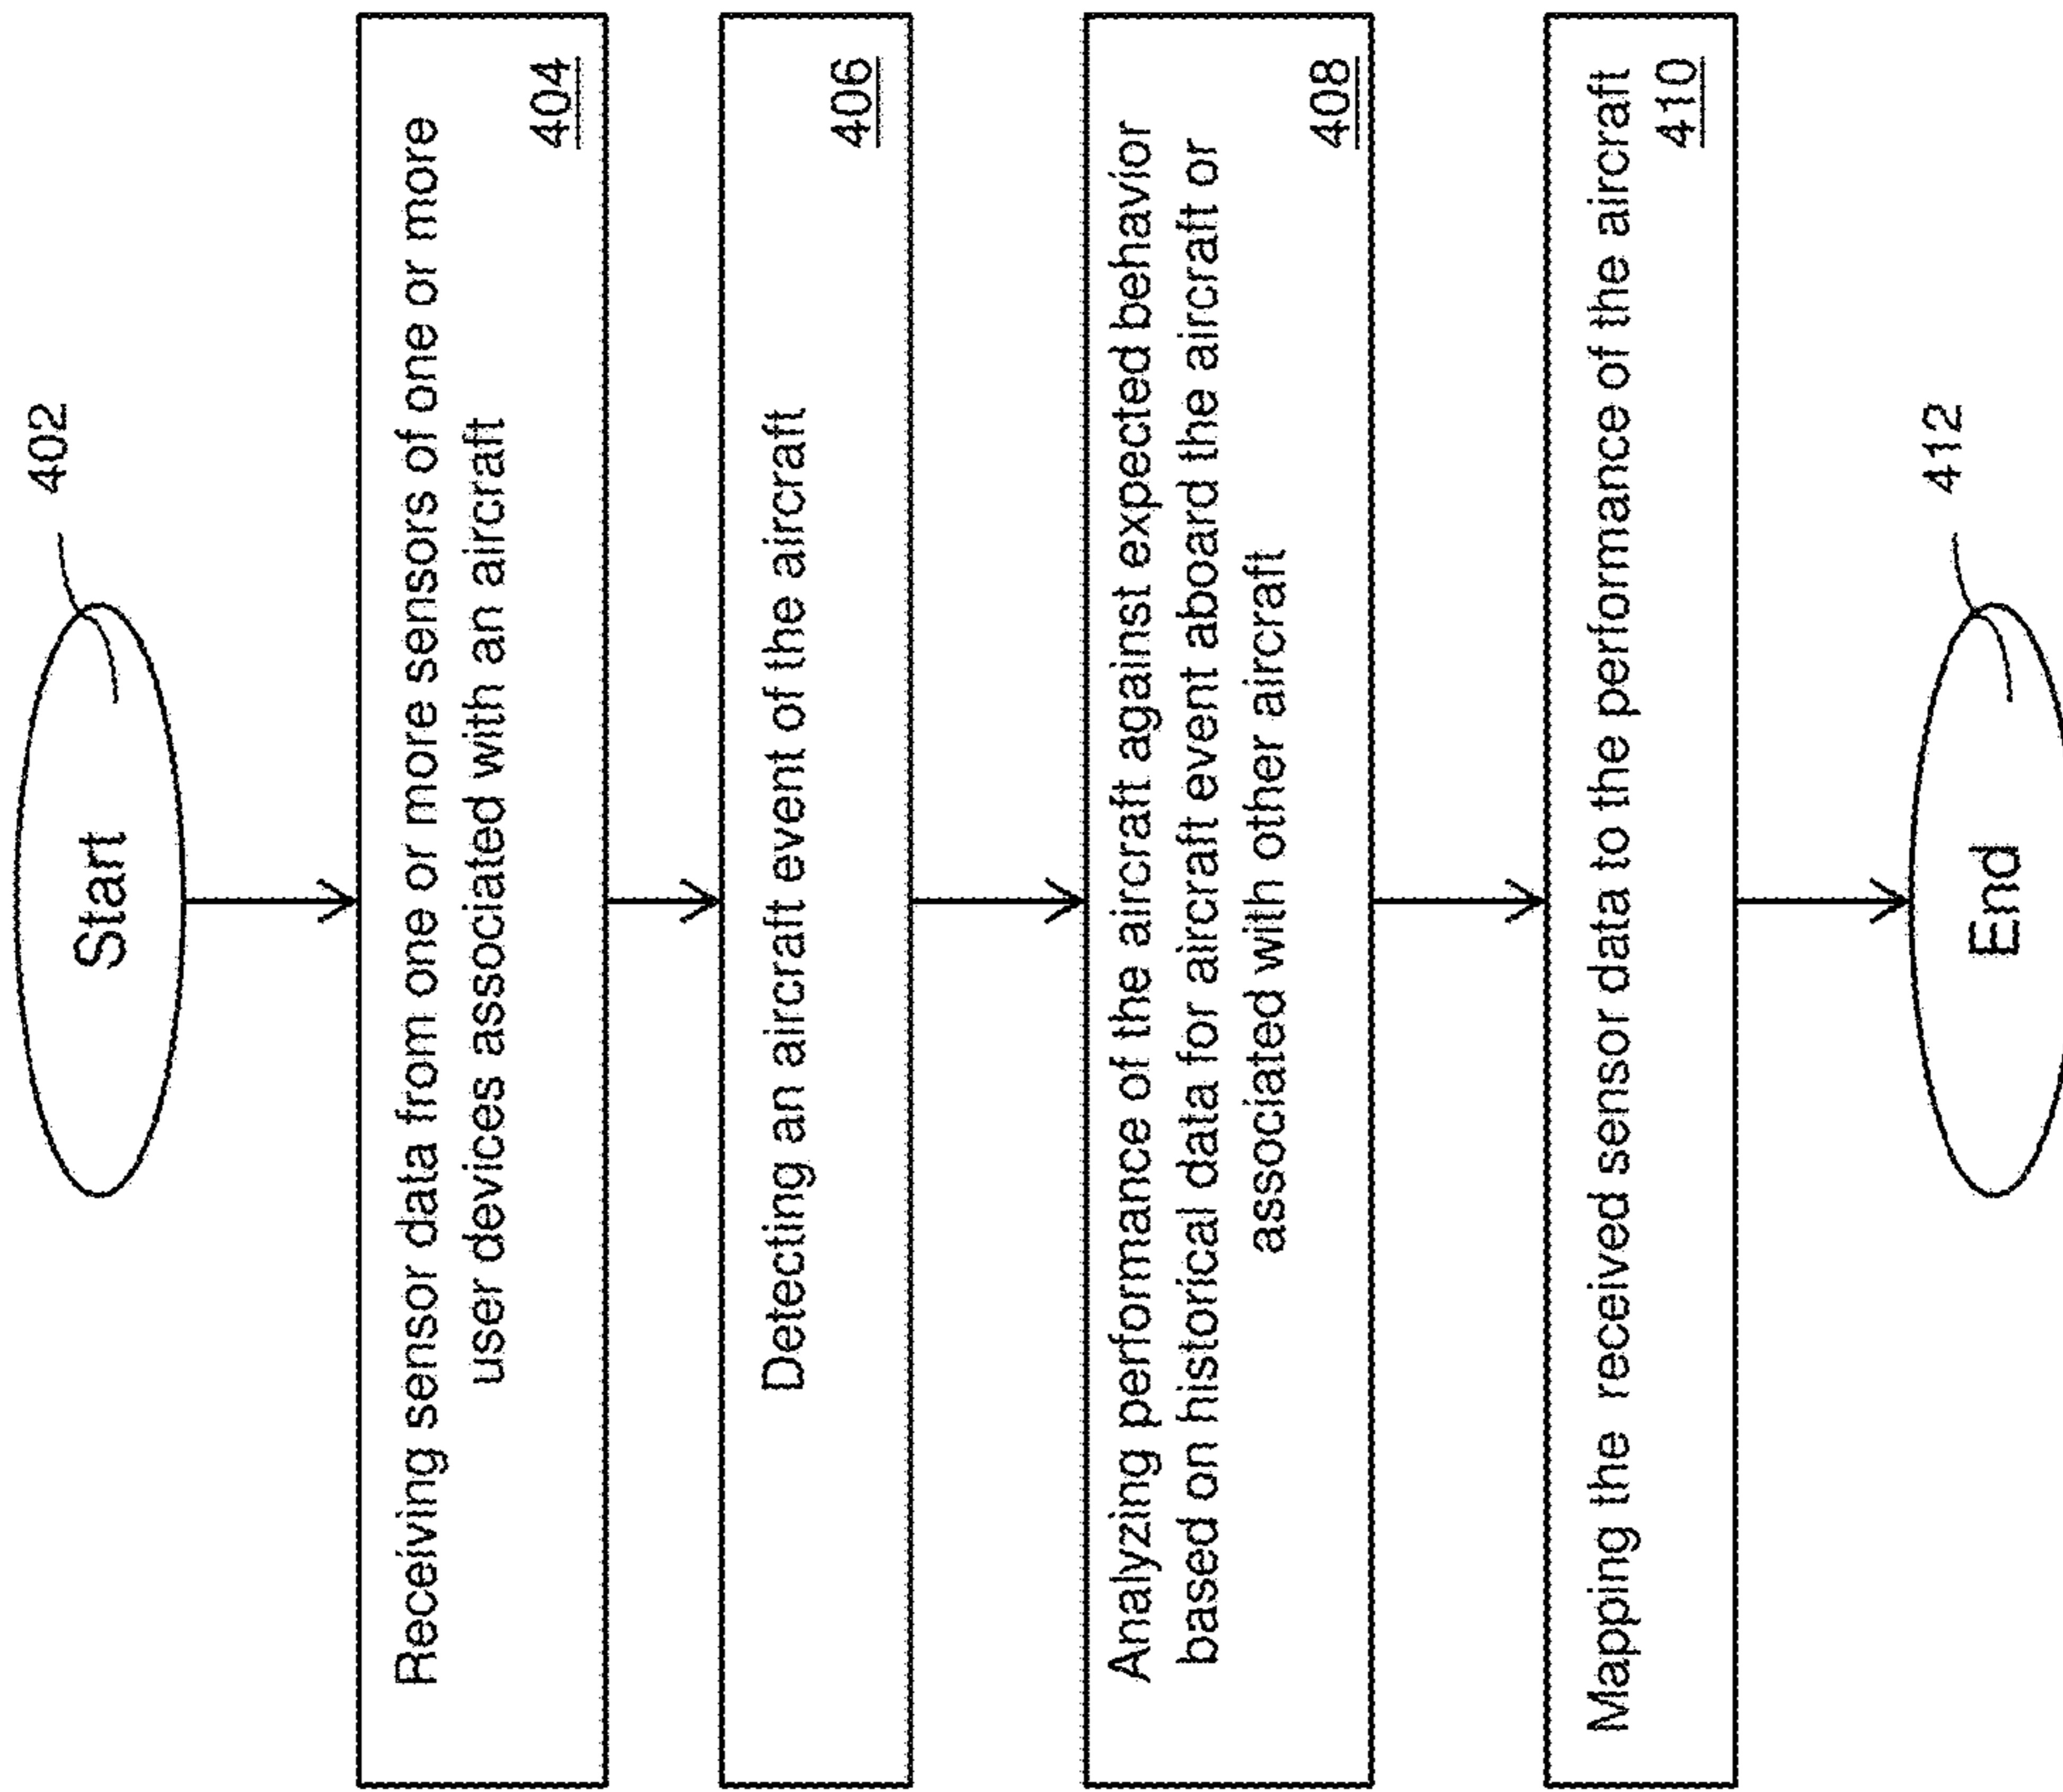 402
Start
Receiving sensor data from one or more sensors of one or more
user devices associated with an aircraft
404
Detecting an aircraft event of the aircraft
406
Analyzing performance of the aircraft against expected behavior
based on historical data for aircraft event aboard the aircraft or
associated with other aircraft
408
Mapping the received sensor data to the performance of the aircraft
410
412
End